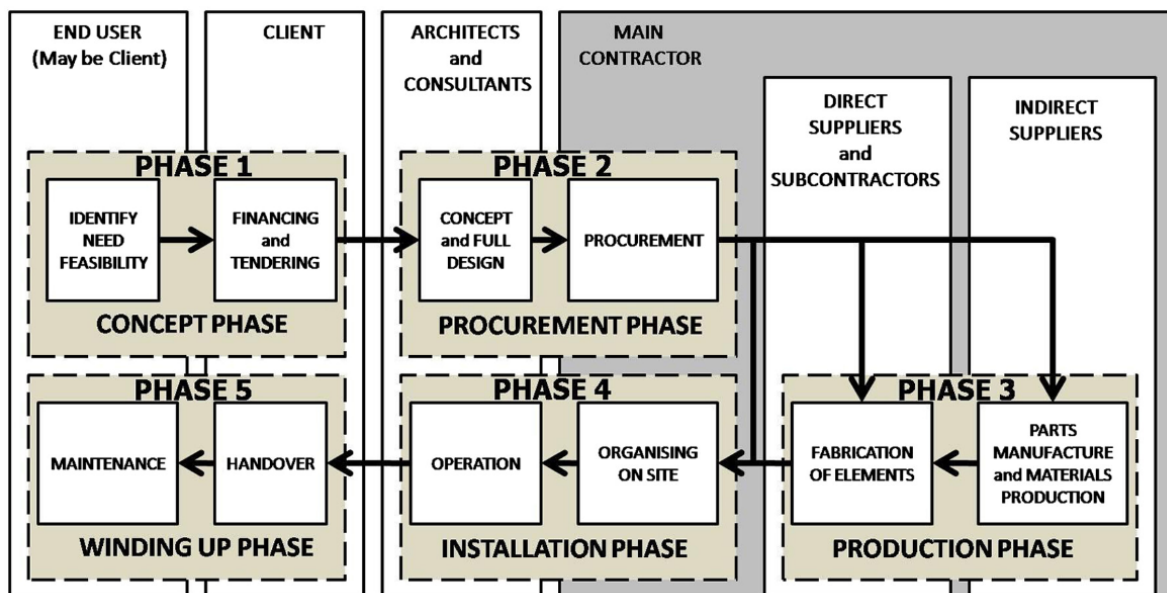 END USER
(May be Client)
CLIENT
ARCHITECTS
and
CONSULTANTS
MAIN
CONTRACTOR
DIRECT
SUPPLIERS
and
SUBCONTRACTORS
INDIRECT
SUPPLIERS
PHASE 1
IDENTIFY
NEED
FEASIBILITY
FINANCING
and
TENDERING
CONCEPT PHASE
PHASE 2
CONCEPT
and FULL
DESIGN
PROCUREMENT
PROCUREMENT PHASE
PHASE 5
MAINTENANCE
HANDOVER
WINDING UP PHASE
PHASE 4
OPERATION
ORGANISING
ON SITE
INSTALLATION PHASE
PHASE 3
FABRICATION
OF ELEMENTS
PARTS
MANUFACTURE
and MATERIALS
PRODUCTION
PRODUCTION PHASE